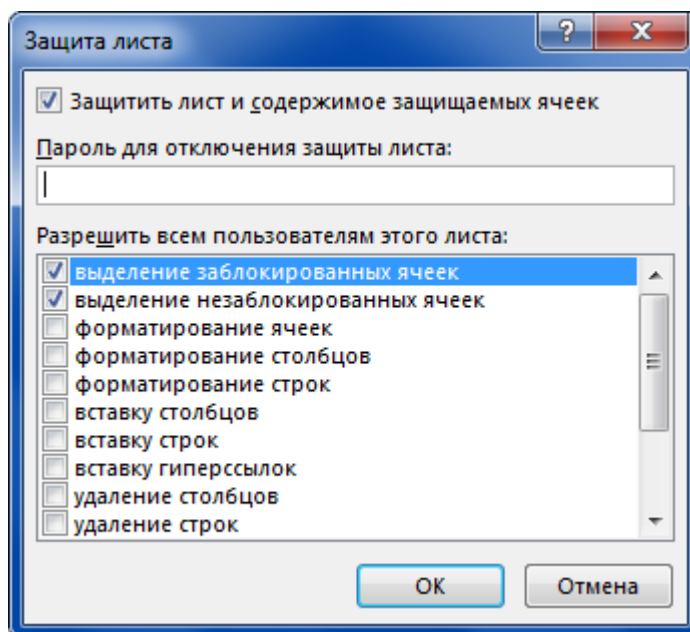 Защита листа
Защитить лист и содержимое защищаемых ячеек
Пароль для отключения защиты листа:
Разрешить всем пользователям этого листа:
выделение заблокированных ячеек
выделение незаблокированных ячеек
форматирование ячеек
форматирование столбцов
форматирование строк
вставку столбцов
вставку строк
вставку гиперссылок
удаление столбцов
удаление строк
ОК Отмена